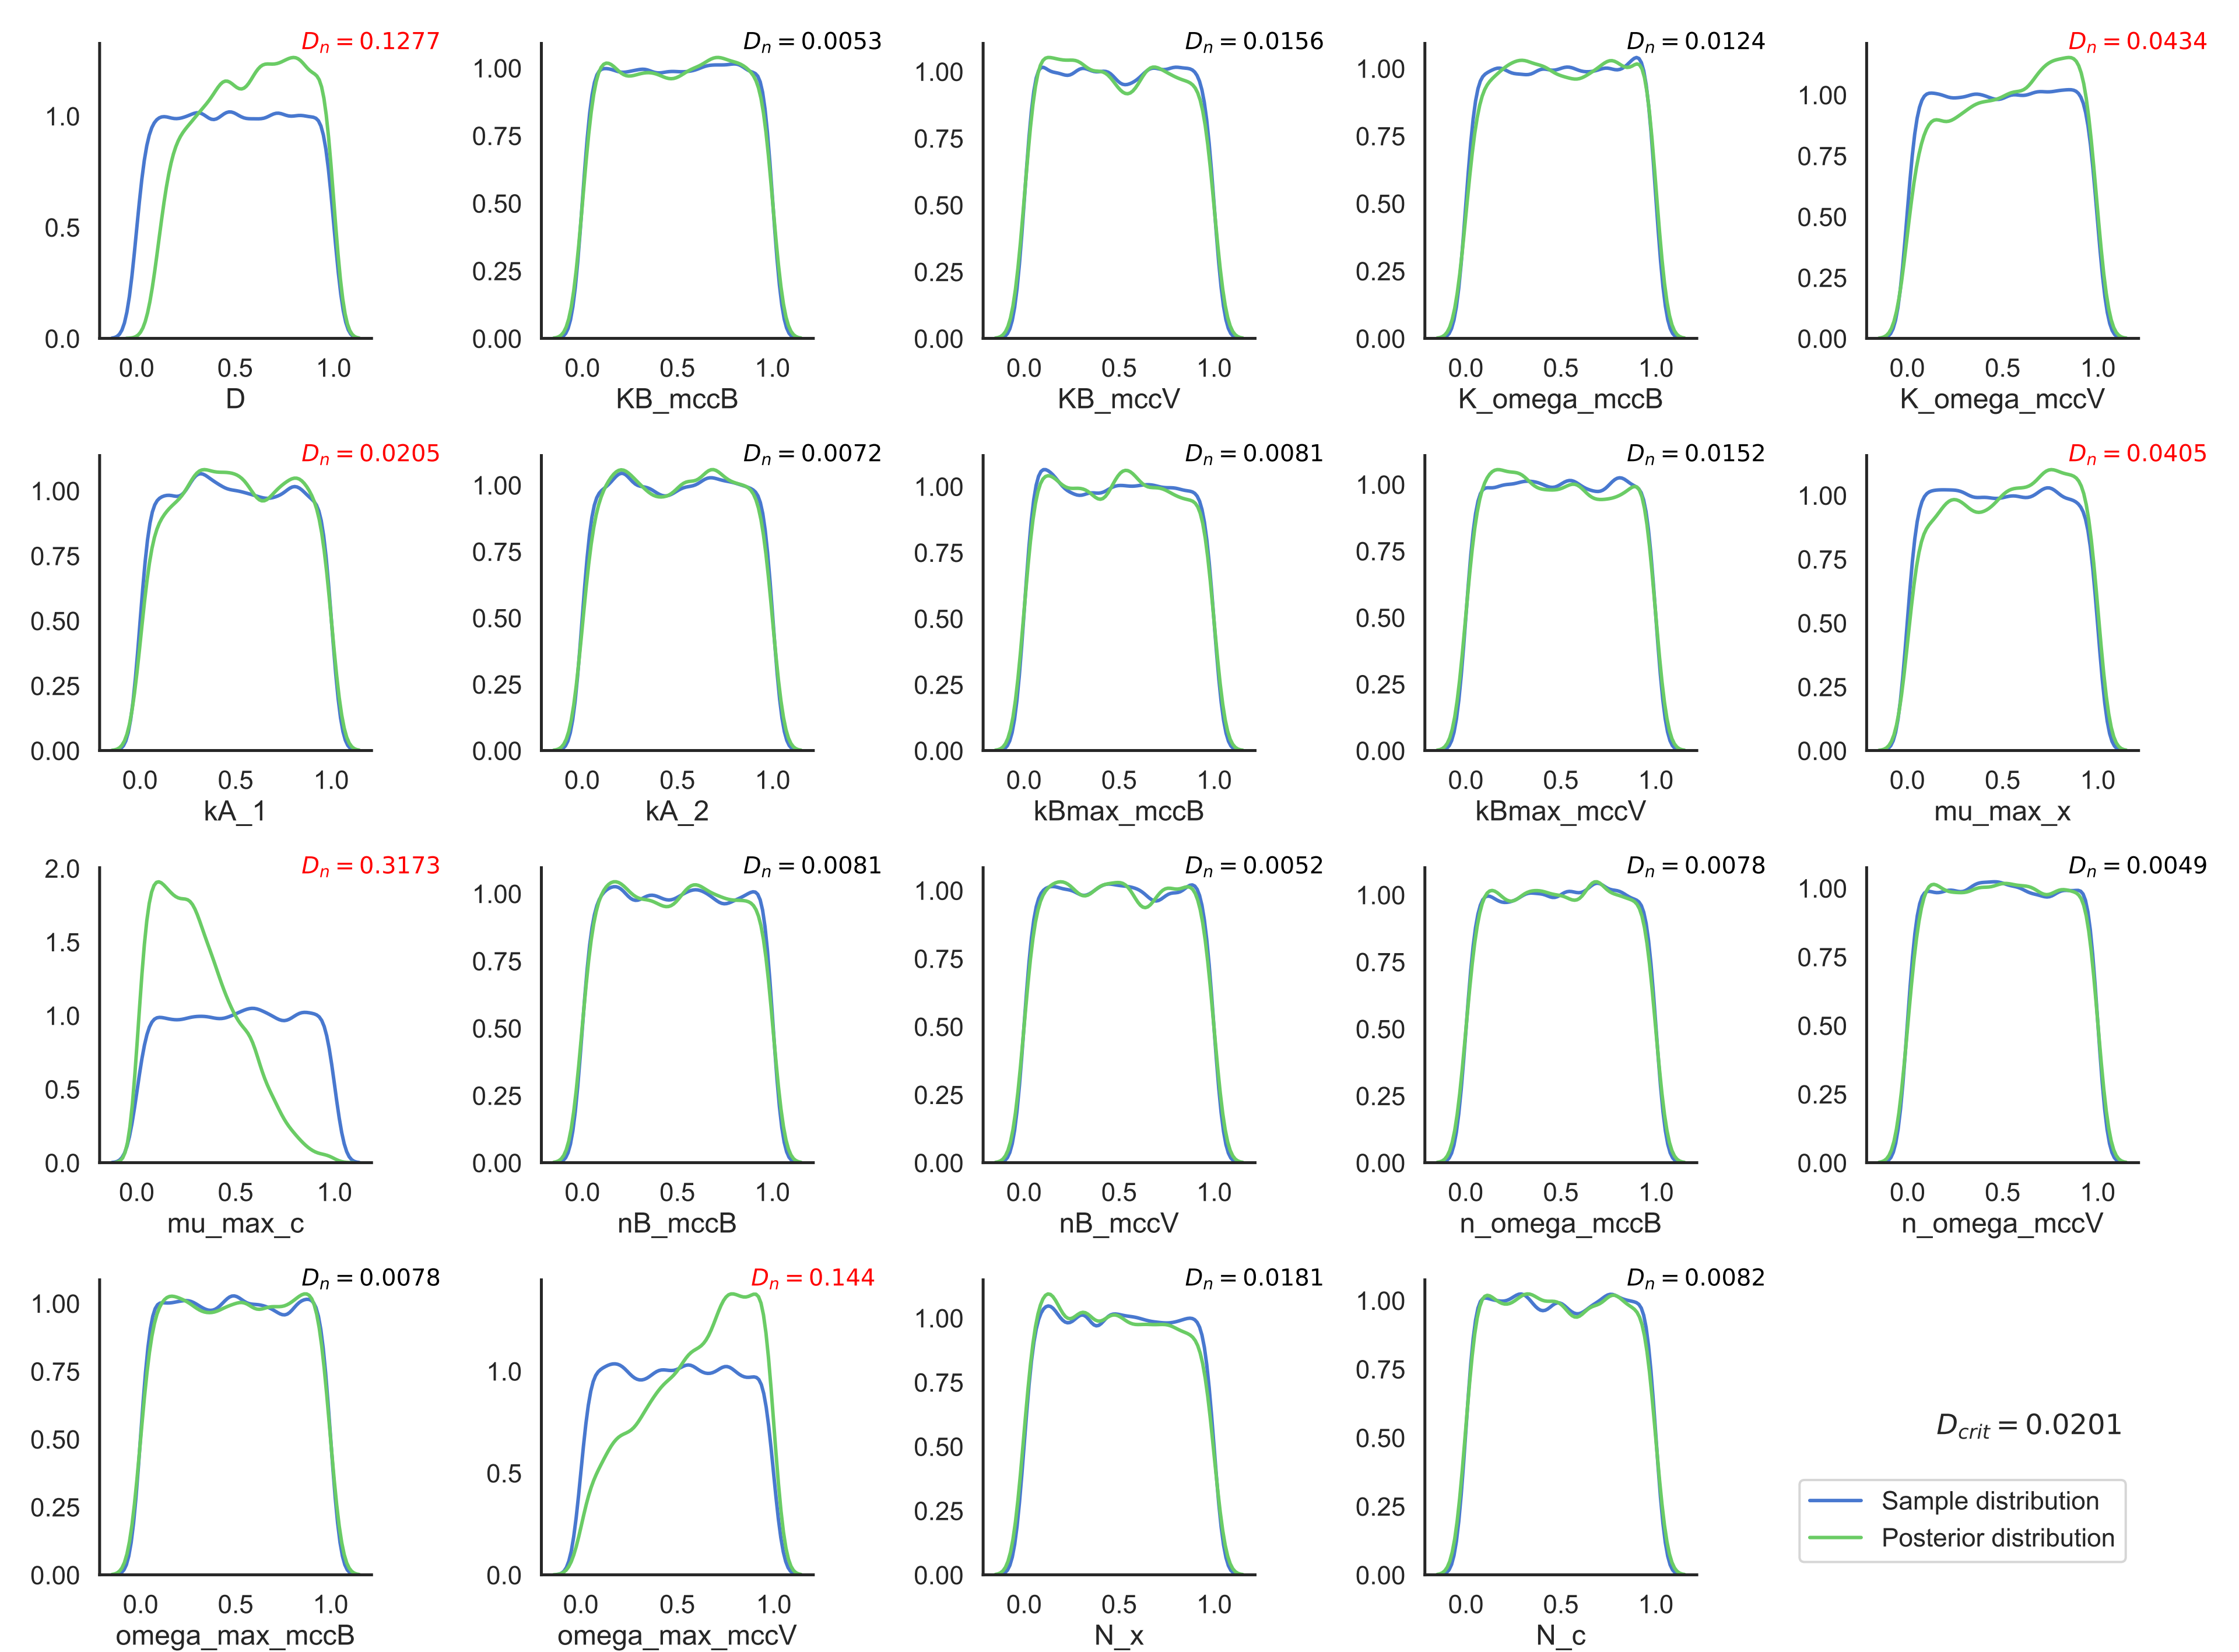 D_n = 0.1277
D_n = 0.0053
D_n = 0.0156
D_n = 0.0124
D_n = 0.0434
1.0
0.5
0.0
1.00
0.75
0.50
0.25
0.00
1.00
0.75
0.50
0.25
0.00
1.00
0.75
0.50
0.25
0.00
1.00
0.75
0.50
0.25
0.00
0.0 0.5 1.0
0.0 0.5 1.0
0.0 0.5 1.0
0.0 0.5 1.0
0.0 0.5 1.0
D
KB_mccB
KB_mccV
K_omega_mccB
K_omega_mccV
D_n = 0.0205
D_n = 0.0072
D_n = 0.0081
D_n = 0.0152
D_n = 0.0405
1.00
0.75
0.50
0.25
0.00
1.00
0.75
0.50
0.25
0.00
1.00
0.75
0.50
0.25
0.00
1.00
0.75
0.50
0.25
0.00
1.00
0.75
0.50
0.25
0.00
0.0 0.5 1.0
0.0 0.5 1.0
0.0 0.5 1.0
0.0 0.5 1.0
0.0 0.5 1.0
kA_1
kA_2
kBmax_mccB
kBmax_mccV
mu_max_x
D_n = 0.3173
D_n = 0.0081
D_n = 0.0052
D_n = 0.0078
D_n = 0.0049
2.0
1.5
1.0
0.5
0.0
1.00
0.75
0.50
0.25
0.00
1.00
0.75
0.50
0.25
0.00
1.00
0.75
0.50
0.25
0.00
1.00
0.75
0.50
0.25
0.00
0.0 0.5 1.0
0.0 0.5 1.0
0.0 0.5 1.0
0.0 0.5 1.0
0.0 0.5 1.0
mu_max_c
nB_mccB
nB_mccV
n_omega_mccB
n_omega_mccV
D_n = 0.0078
D_n = 0.144
D_n = 0.0181
D_n = 0.0082
1.00
0.75
0.50
0.25
0.00
1.0
0.5
0.0
1.00
0.75
0.50
0.25
0.00
1.00
0.75
0.50
0.25
0.00
0.0 0.5 1.0
0.0 0.5 1.0
0.0 0.5 1.0
0.0 0.5 1.0
omega_max_mccB
omega_max_mccV
N_x
N_c
D_crit = 0.0201
Sample distribution
Posterior distribution